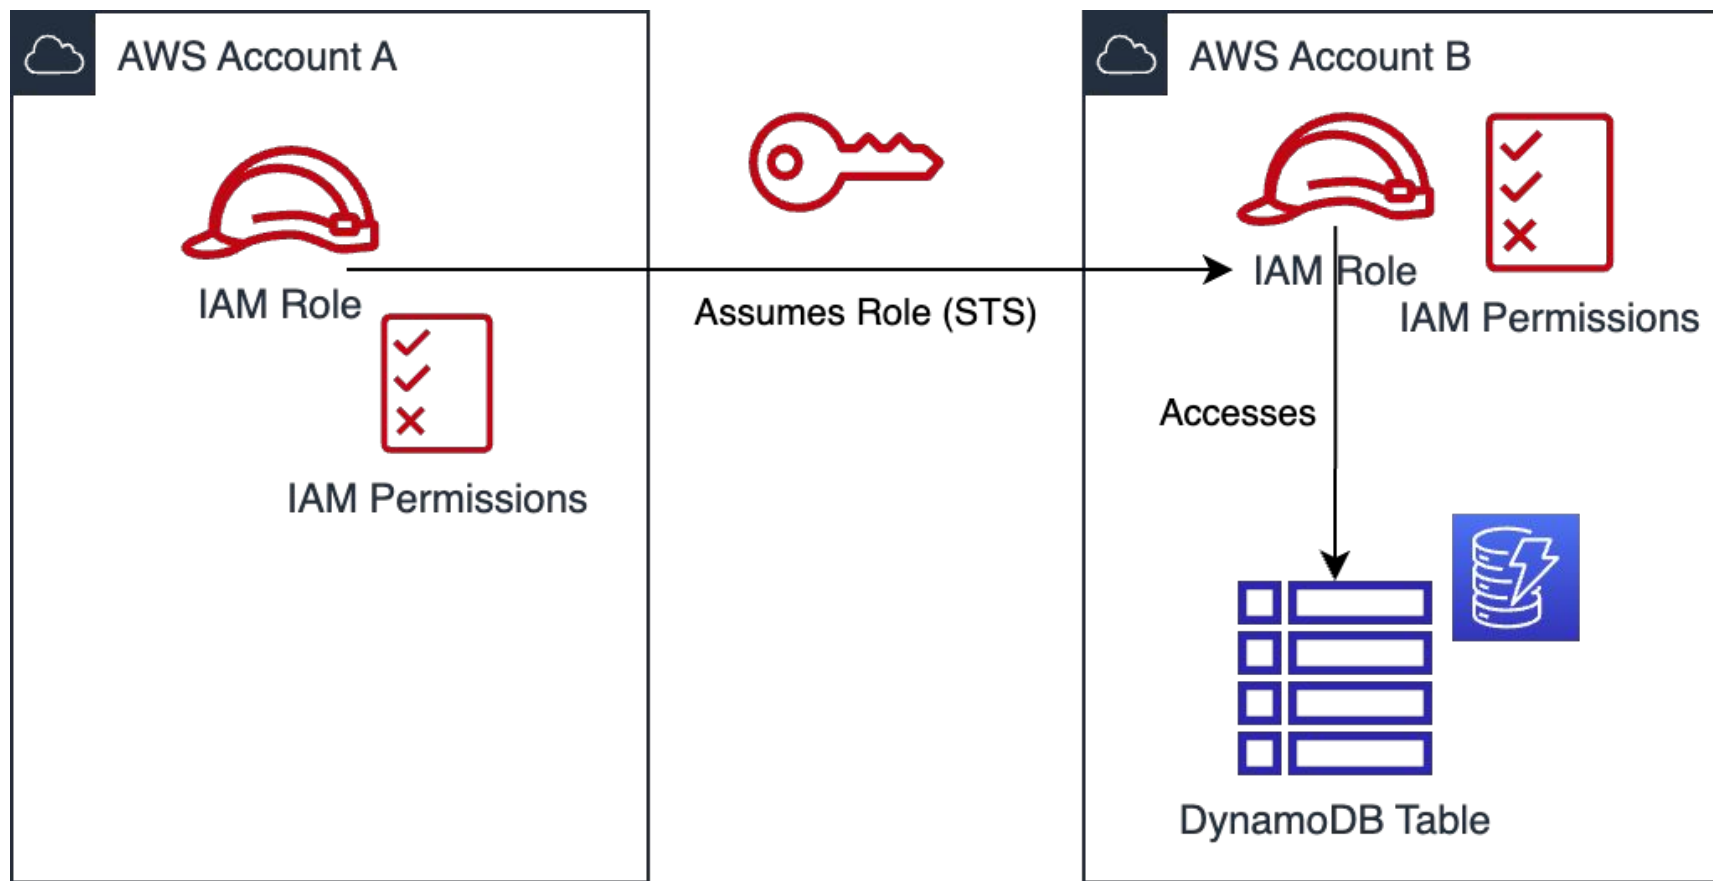 AWS Account A
IAM Role
IAM Permissions
Assumes Role (STS)
AWS Account B
IAM Role
IAM Permissions
Accesses
DynamoDB Table